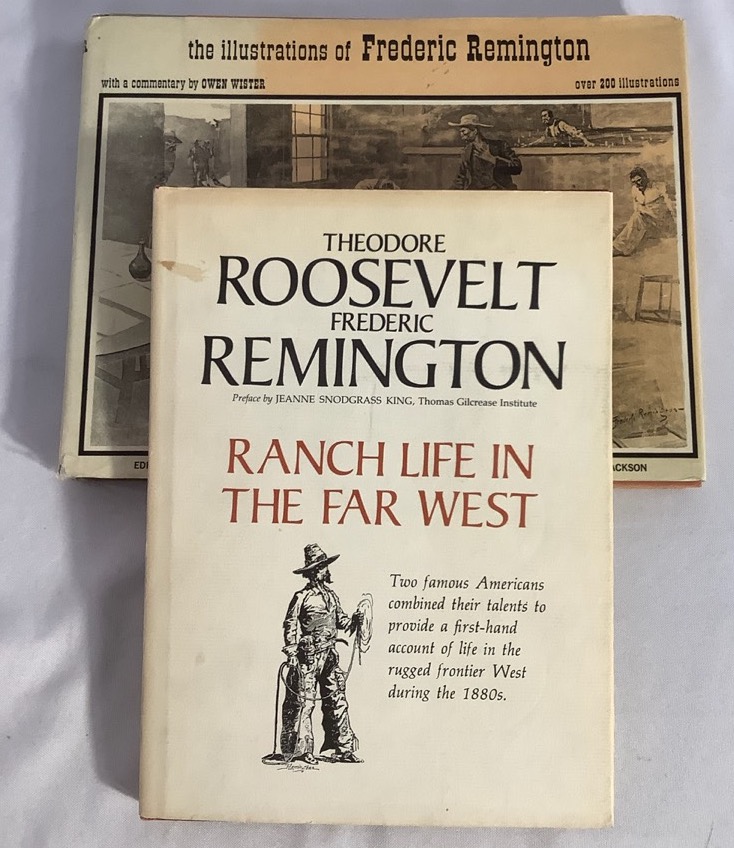 the illustrations of Frederic Remington
with a commentary by OWEN WISTER
over 200 illustrations
THEODORE
ROOSEVELT
FREDERIC
REMINGTON
Preface by JEANNE SNODGRASS KING, Thomas Gilcrease Institute
RANCH LIFE IN
THE FAR WEST
Two famous Americans
combined their talents to
provide a first-hand
account of life in the
rugged frontier West
during the 1880s.